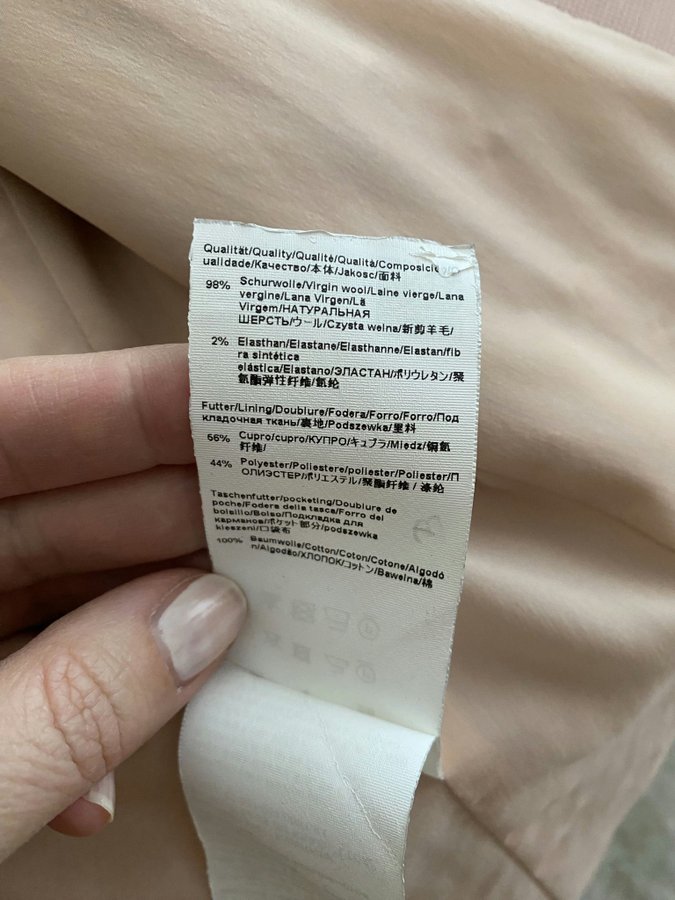 Qualität/Quality/Qualité/Qualità/Composició
ualidade/Качество/本体/Jakosc/面料
98% Schurwolle/Virgin wool/Laine vierge/Lana
vergine/Lana Virgen/Lã
Virgem/НАТУРАЛЬНАЯ
ШЕРСТЬ/ウール/Czysta welna/新剪羊毛/
2% Elasthan/Elastane/Elasthanne/Elastan/fib
ra sintética
elástica/Elastano/ЭЛАСТАН/ポリウレタン/聚
氨酯弹性纤维/氨纶
Futter/Lining/Doublure/Fodera/Forro/Forro/Под
кладочная ткань/裏地/Podszewka/里料
56% Cupro/cupro/КУПРО/キュプラ/Miedz/铜氨
纤维/
44% Polyester/Poliestere/poliester/Poliester/П
ОЛИЭСТЕР/ポリエステル/聚酯纤维/ 涤纶
Taschenfutter/pocketing/Doublure de
poche/Fodera della tasca/Forro del
bolsillo/Bolso/Подкладка для
карманов/ポケット部分/podszewka
kieszeni/口袋布
100% Baumwolle/Cotton/Coton/Cotone/Algodó
n/Algodão/ХЛОПОК/コットン/Bawelna/棉